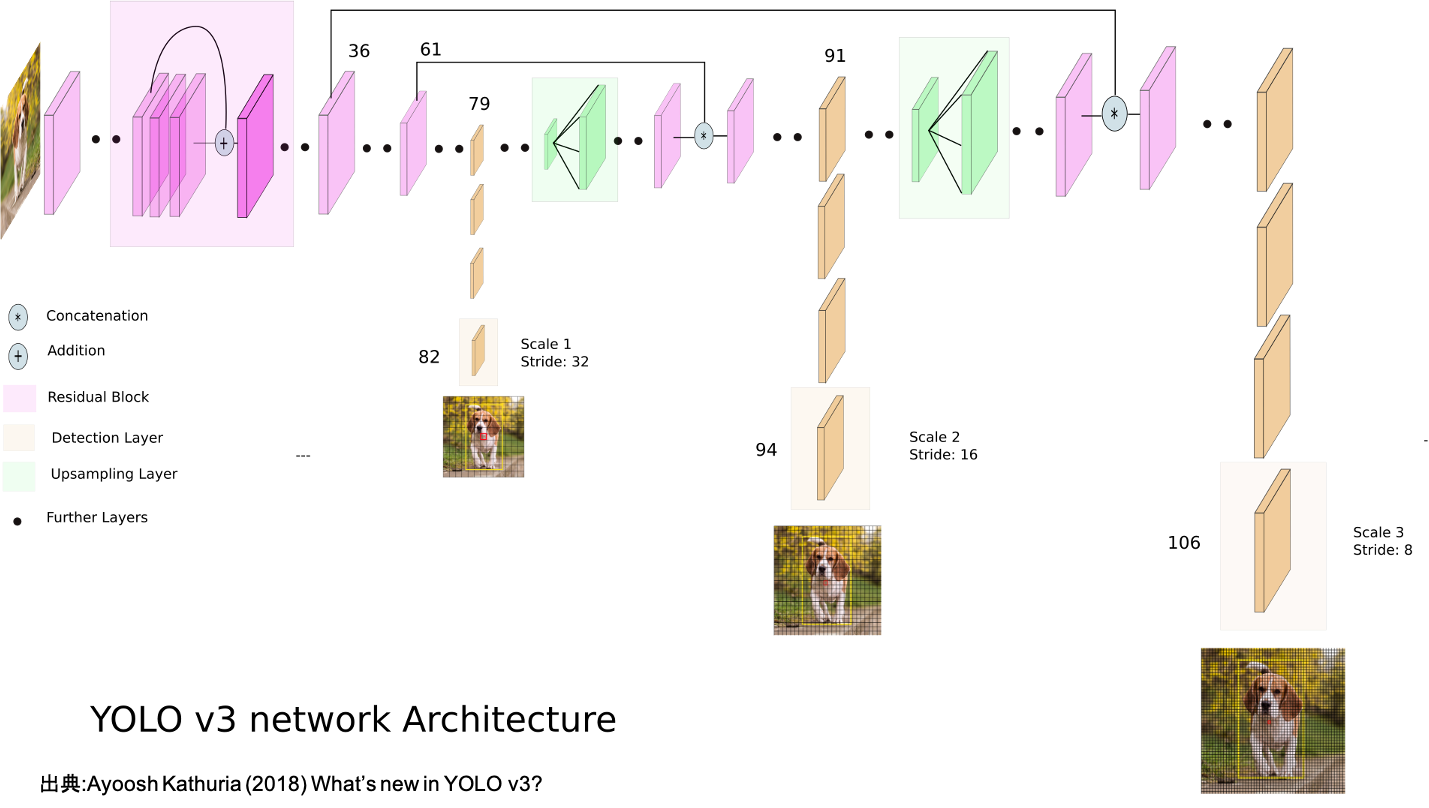 36
61
91
79
+
*
*
* Concatenation
+ Addition
Residual Block
Detection Layer
Upsampling Layer
Further Layers
82
Scale 1
Stride: 32
---
94
Scale 2
Stride: 16
-
106
Scale 3
Stride: 8
YOLO v3 network Architecture
出典:Ayoosh Kathuria (2018) What's new in YOLO v3?